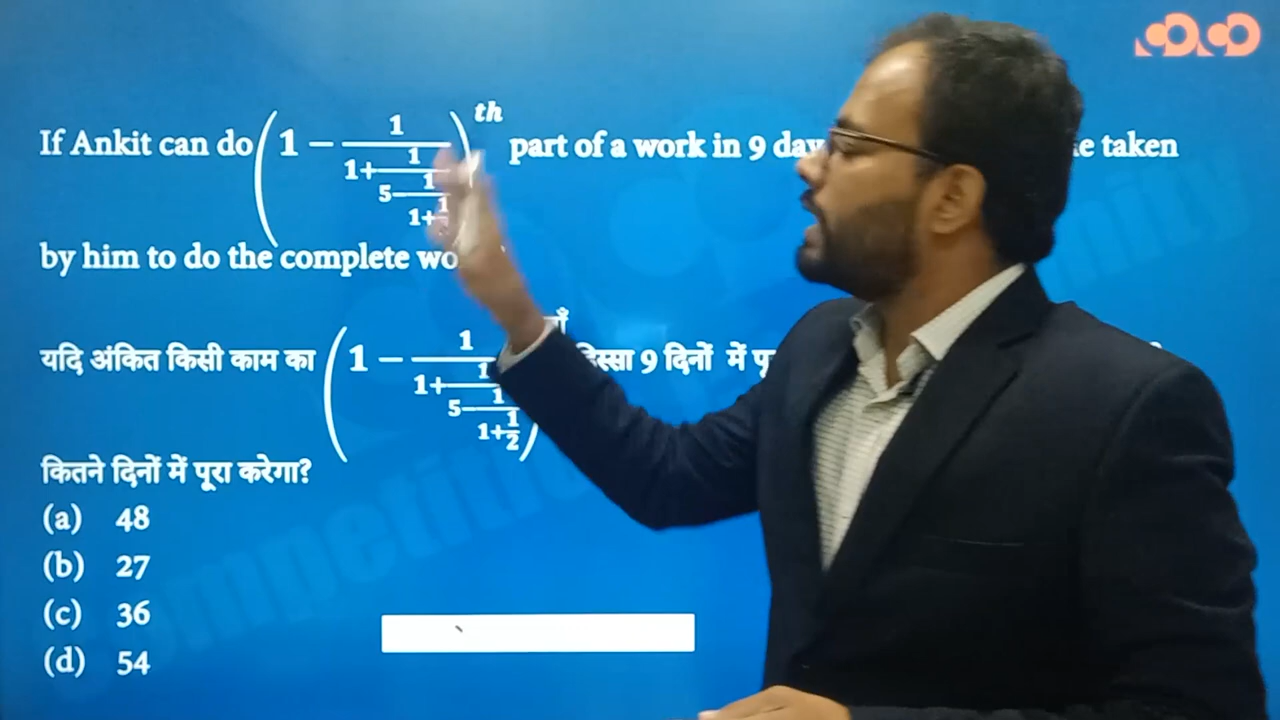 If Ankit can do (1 − 1/(1+1/(5−1/(1+1/ )))^th part of a work in 9 taken
by him to do the complete
यदि अंकित किसी काम का (1 − 1/(1+1/(5−1/(1+1/2)))) हिस्सा 9 दिनों में
कितने दिनों में पूरा करेगा?
(a) 48
(b) 27
(c) 36
(d) 54